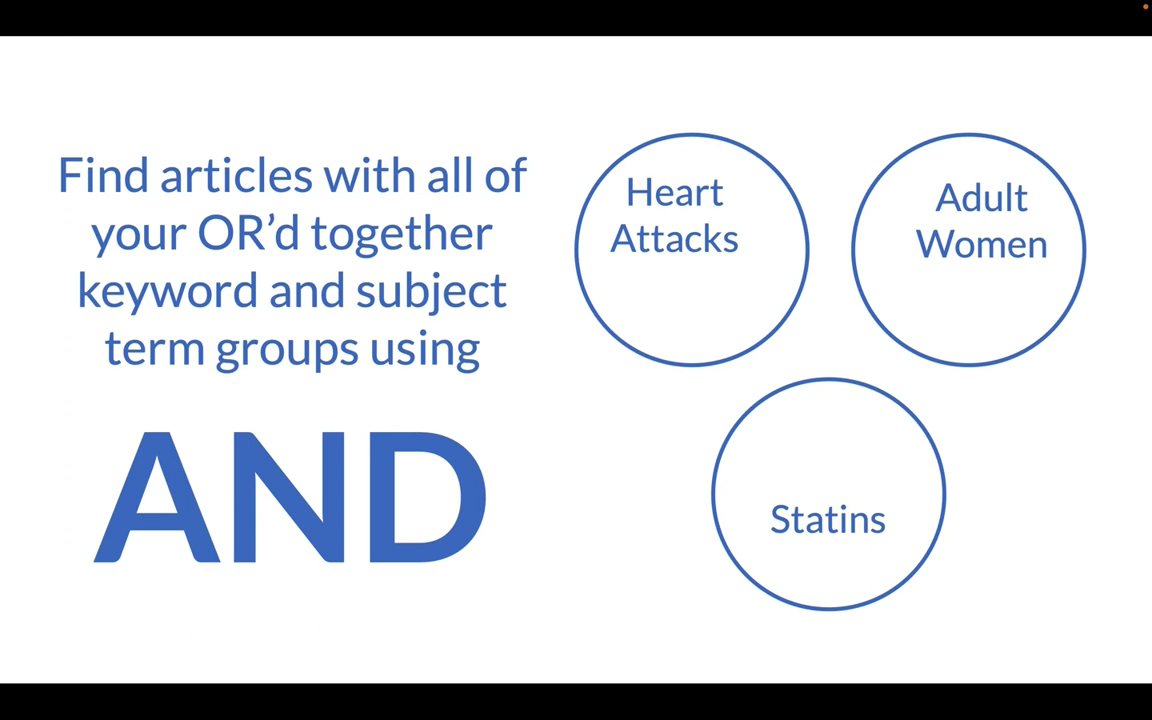 Find articles with all of
your OR’d together
keyword and subject
term groups using
AND
Heart
Attacks
Adult
Women
Statins